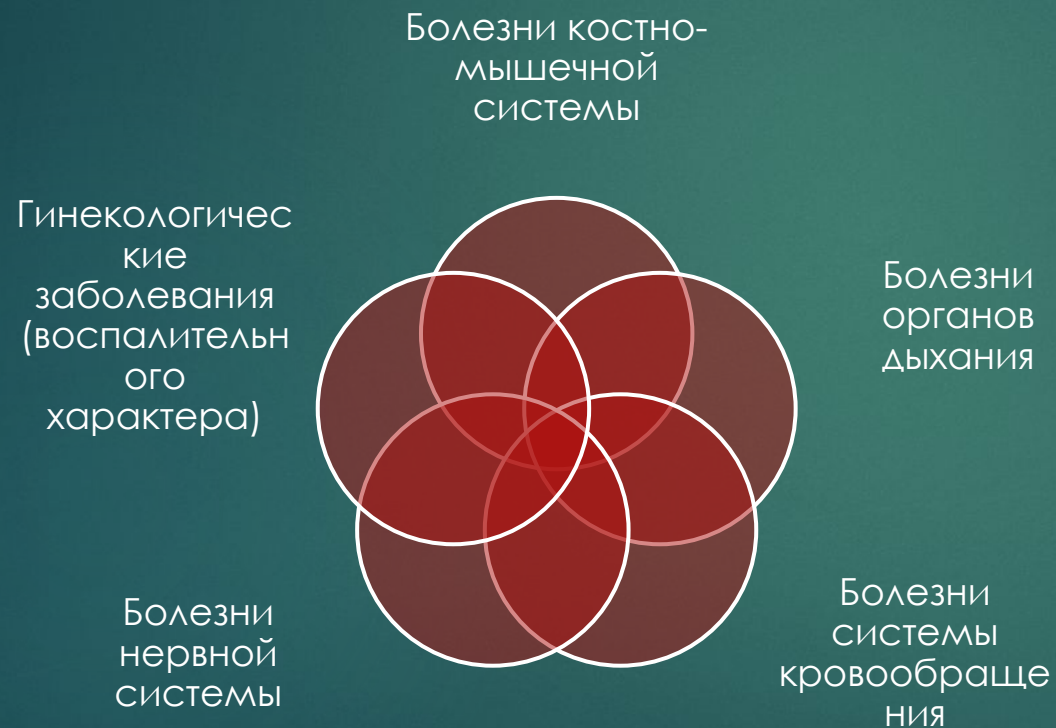 Болезни костно-
мышечной
системы
Гинекологичес
кие
заболевания
(воспалительн
ого
характера)
Болезни
органов
дыхания
Болезни
нервной
системы
Болезни
системы
кровообраще
ния